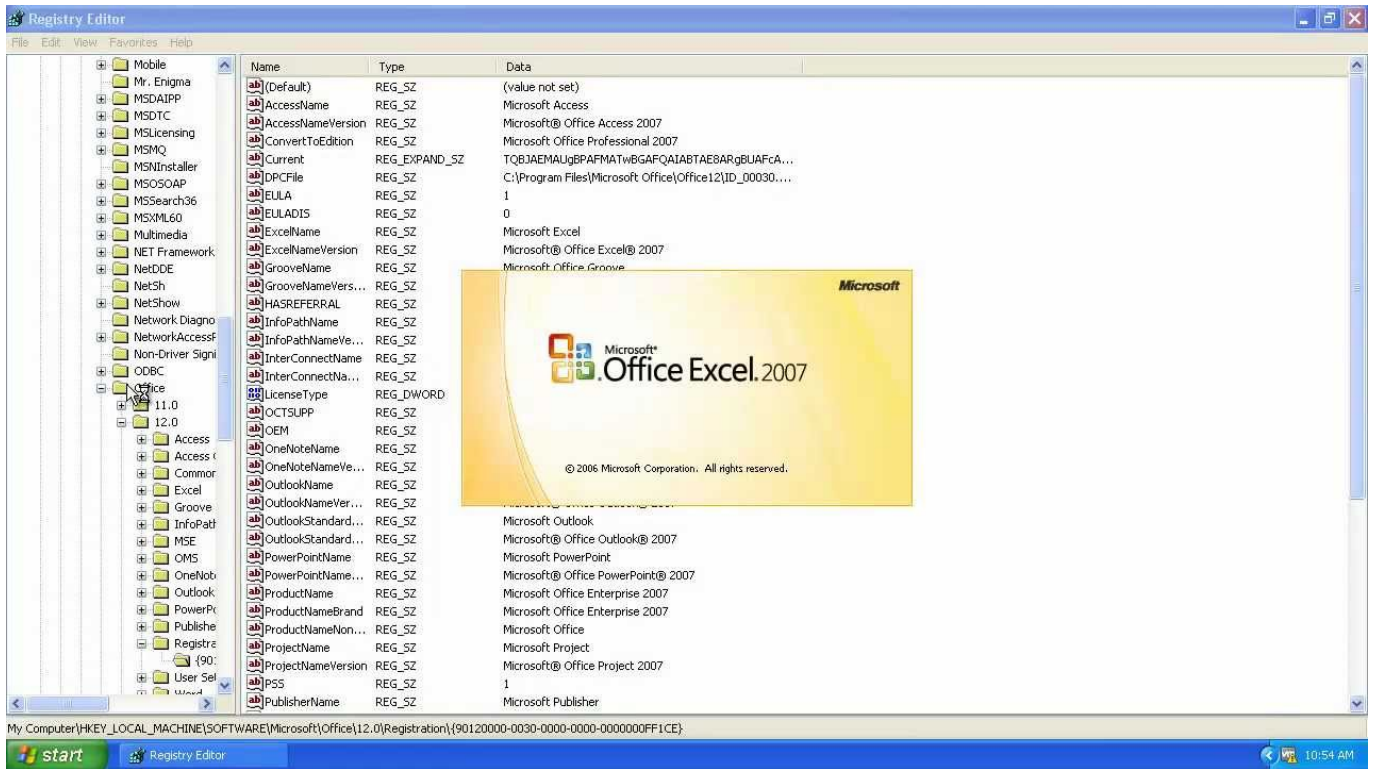 Registry Editor
File Edit View Favorites Help
Mobile
Mr. Enigma
MSDAIPP
MSDTC
MSLicensing
MSMQ
MSNInstaller
MSOSOAP
MSSearch36
MSXML60
Multimedia
NET Framework
NetDDE
NetSh
NetShow
Network Diagno
NetworkAccessP
Non-Driver Signi
ODBC
Office
11.0
12.0
Access
Access
Common
Excel
Groove
InfoPath
MSE
OMS
OneNot
Outlook
PowerPo
Publishe
Registra
{90:
User Sel
Word
Name Type Data
(Default) REG_SZ (value not set)
AccessName REG_SZ Microsoft Access
AccessNameVersion REG_SZ Microsoft® Office Access 2007
ConvertToEdition REG_SZ Microsoft Office Professional 2007
Current REG_EXPAND_SZ
DPCFile REG_SZ C:\Program Files\Microsoft Office\Office12\ID_00030....
EULA REG_SZ 1
EULADIS REG_SZ 0
ExcelName REG_SZ Microsoft Excel
ExcelNameVersion REG_SZ Microsoft® Office Excel® 2007
GrooveName REG_SZ Microsoft Office Groove
GrooveNameVers... REG_SZ
HASREFERRAL REG_SZ
InfoPathName REG_SZ
InfoPathNameVe... REG_SZ
InterConnectName REG_SZ
InterConnectNa... REG_SZ
LicenseType REG_DWORD
OCTSUPP REG_SZ
OEM REG_SZ
OneNoteName REG_SZ
OneNoteNameVe... REG_SZ
OutlookName REG_SZ
OutlookNameVer... REG_SZ
OutlookStandard... REG_SZ Microsoft Outlook
OutlookStandard... REG_SZ Microsoft® Office Outlook® 2007
PowerPointName REG_SZ Microsoft PowerPoint
PowerPointName... REG_SZ Microsoft® Office PowerPoint® 2007
ProductName REG_SZ Microsoft Office Enterprise 2007
ProductNameBrand REG_SZ Microsoft Office Enterprise 2007
ProductNameNon... REG_SZ Microsoft Office
ProjectName REG_SZ Microsoft Project
ProjectNameVersion REG_SZ Microsoft® Office Project 2007
PSS REG_SZ 1
PublisherName REG_SZ Microsoft Publisher
Microsoft
Microsoft®
Office Excel. 2007
© 2006 Microsoft Corporation. All rights reserved.
My Computer\HKEY_LOCAL_MACHINE\SOFTWARE\Microsoft\Office\12.0\Registration\{90120000-0030-0000-0000-0000000FF1CE}
start Registry Editor 10:54 AM